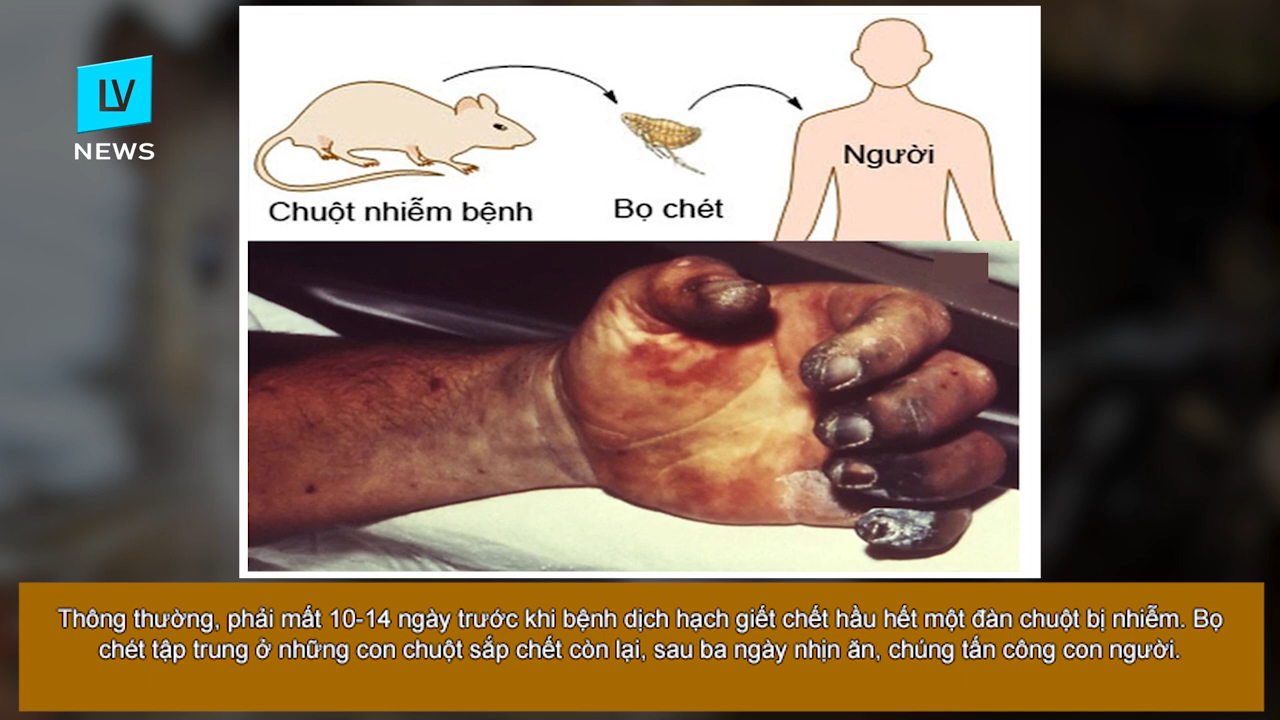 LV
NEWS
Người
Chuột nhiễm bệnh
Bọ chét
Thông thường, phải mất 10-14 ngày trước khi bệnh dịch hạch giết chết hầu hết một đàn chuột bị nhiễm. Bọ
chét tập trung ở những con chuột sắp chết còn lại, sau ba ngày nhịn ăn, chúng tấn công con người.